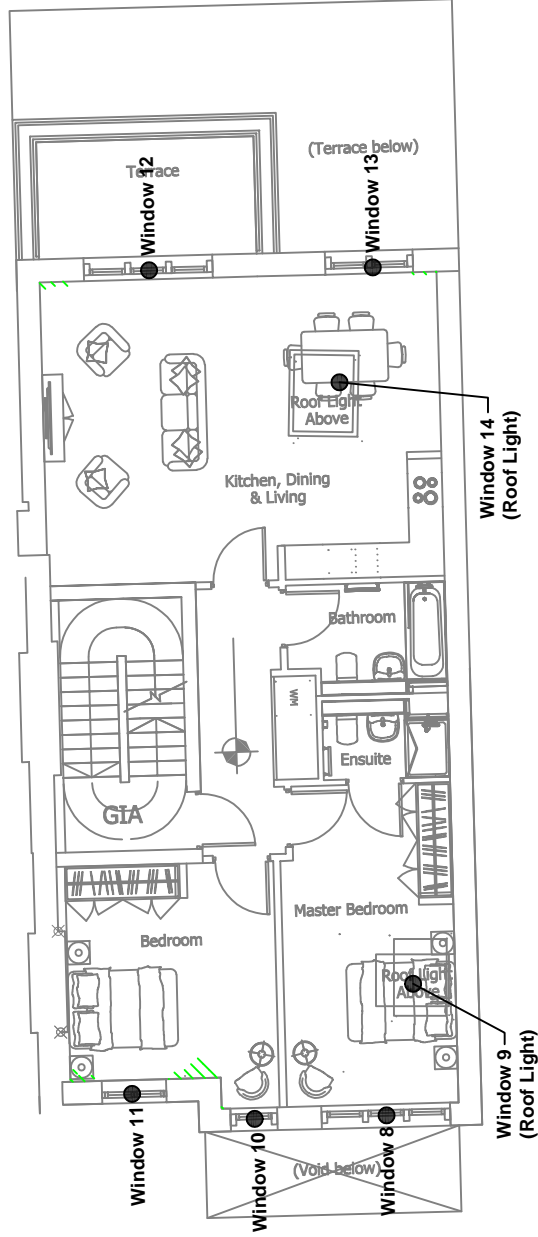 (Terrace below)
Terrace
Window 12
Window 13
Roof Light
Above
Kitchen, Dining
& Living
Window 14
(Roof Light)
Bathroom
WM
Ensuite
GIA
Master Bedroom
Bedroom
Roof Light
Above
Window 9
(Roof Light)
Window 11
Window 10
Window 8
(Void below)